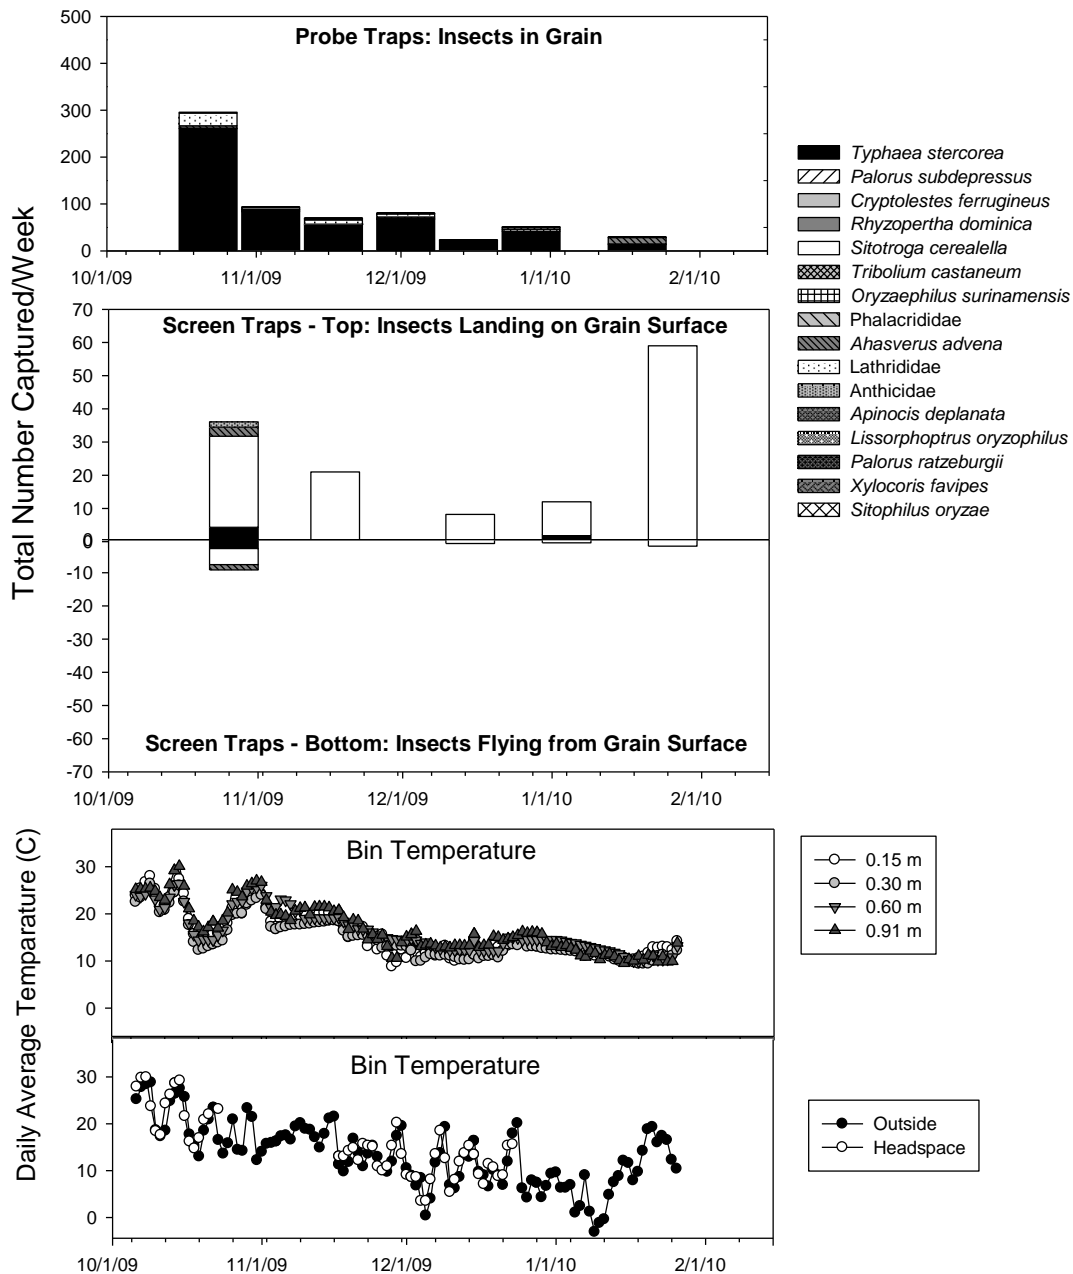 Total Number Captured/Week
Probe Traps: Insects in Grain
500
400
300
200
100
0
10/1/09
11/1/09
12/1/09
1/1/10
2/1/10
Typhaea stercorea
Palorus subdepressus
Cryptolestes ferrugineus
Rhyzopertha dominica
Sitotroga cerealella
Tribolium castaneum
Oryzaephilus surinamensis
Phalacrididae
Ahasverus advena
Lathrididae
Anthicidae
Apinocis deplanata
Lissorphoptrus oryzophilus
Palorus ratzeburgii
Xylocoris favipes
Sitophilus oryzae
Screen Traps - Top: Insects Landing on Grain Surface
70
60
50
40
30
20
10
0
0
-10
-20
-30
-40
-50
-60
-70
Screen Traps - Bottom: Insects Flying from Grain Surface
10/1/09
11/1/09
12/1/09
1/1/10
2/1/10
Daily Average Temparature (C)
Bin Temperature
30
20
10
0
0.15 m
0.30 m
0.60 m
0.91 m
Bin Temperature
30
20
10
0
10/1/09
11/1/09
12/1/09
1/1/10
2/1/10
Outside
Headspace